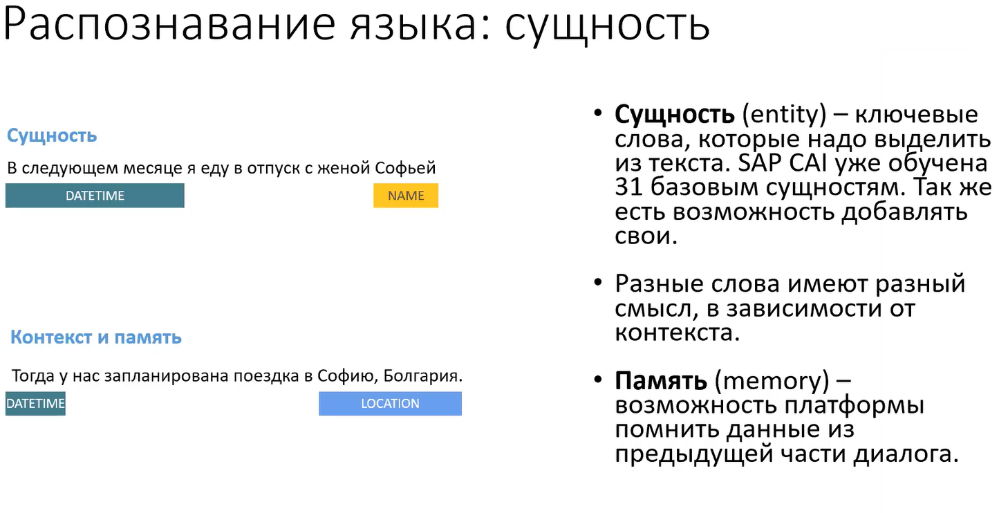 Распознавание языка: сущность
Сущность
В следующем месяце я еду в отпуск с женой Софьей
DATETIME
NAME
Контекст и память
Тогда у нас запланирована поездка в Софию, Болгария.
DATETIME
LOCATION
• Сущность (entity) – ключевые
слова, которые надо выделить
из текста. SAP CAI уже обучена
31 базовым сущностям. Так же
есть возможность добавлять
свои.
• Разные слова имеют разный
смысл, в зависимости от
контекста.
• Память (memory) –
возможность платформы
помнить данные из
предыдущей части диалога.